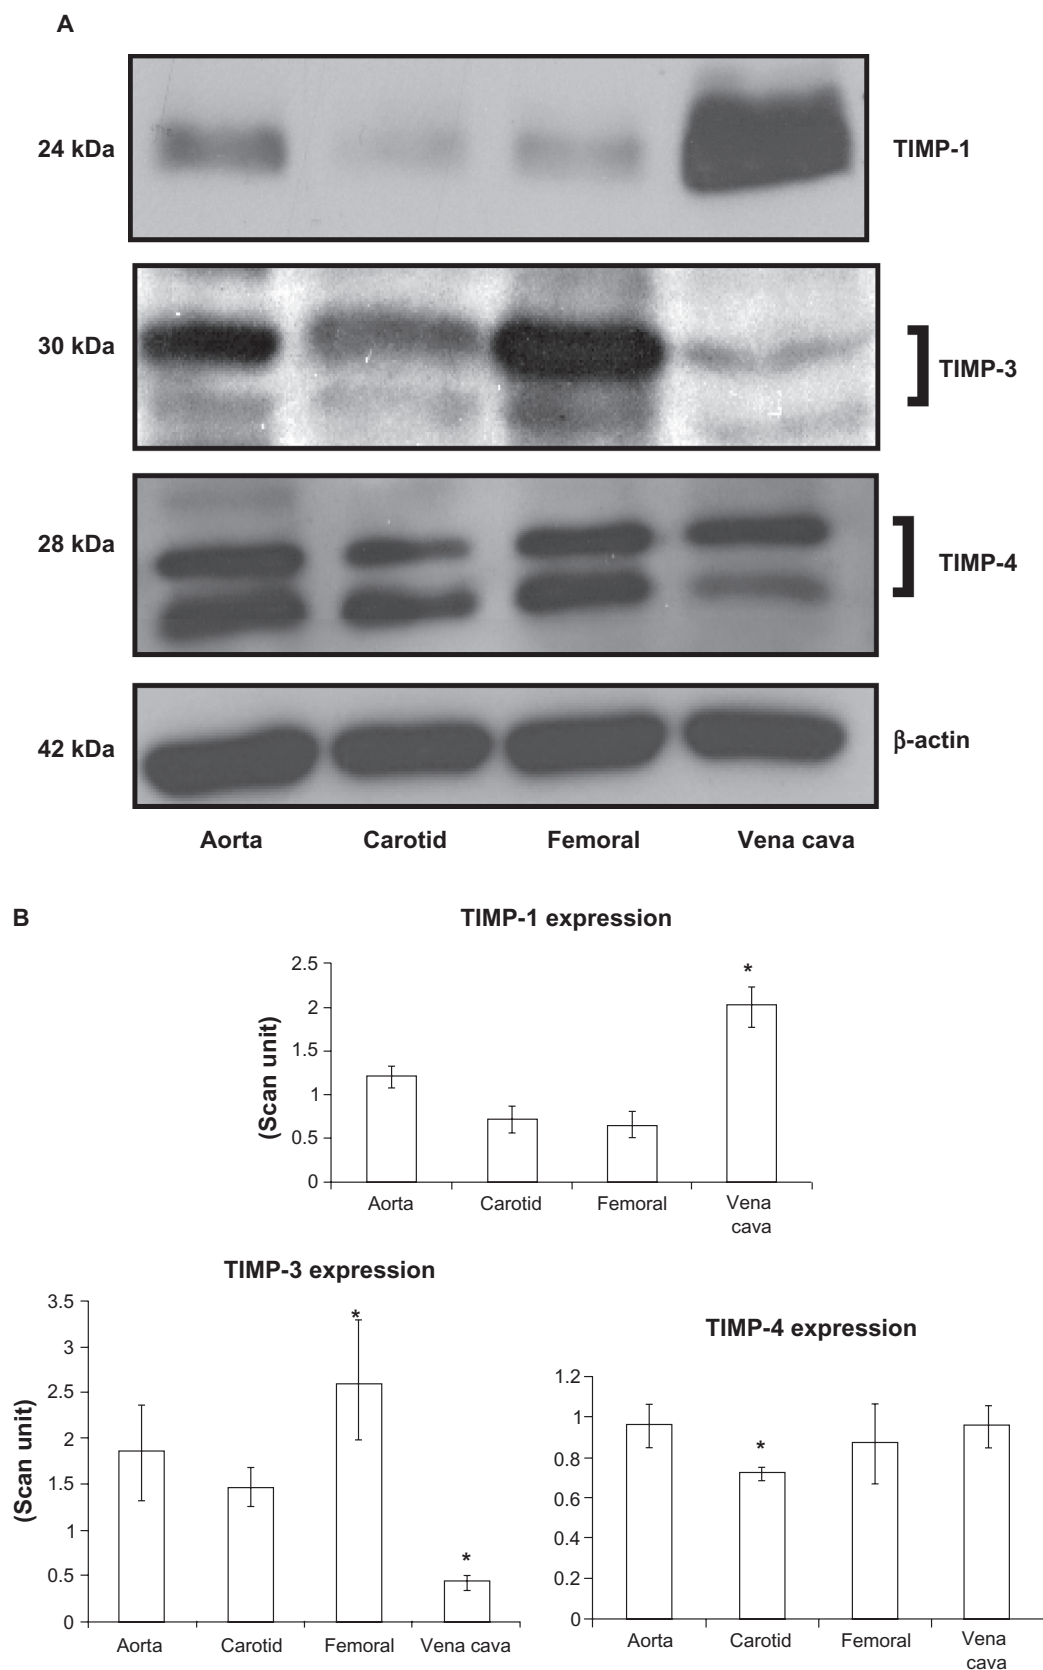 A
24 kDa
TIMP-1
30 kDa
TIMP-3
28 kDa
TIMP-4
42 kDa
β-actin
Aorta Carotid Femoral Vena cava
B
TIMP-1 expression
(Scan unit)
2.5
2
1.5
1
0.5
0
*
Aorta Carotid Femoral Vena
cava
TIMP-3 expression
(Scan unit)
3.5
3
2.5
2
1.5
1
0.5
0
*
*
Aorta Carotid Femoral Vena cava
TIMP-4 expression
1.2
1
0.8
0.6
0.4
0.2
0
*
Aorta Carotid Femoral Vena
cava